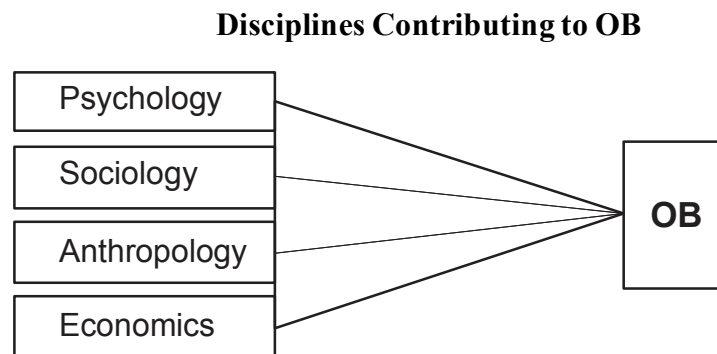 Disciplines Contributing to OB
Psychology
Sociology
Anthropology
Economics
OB